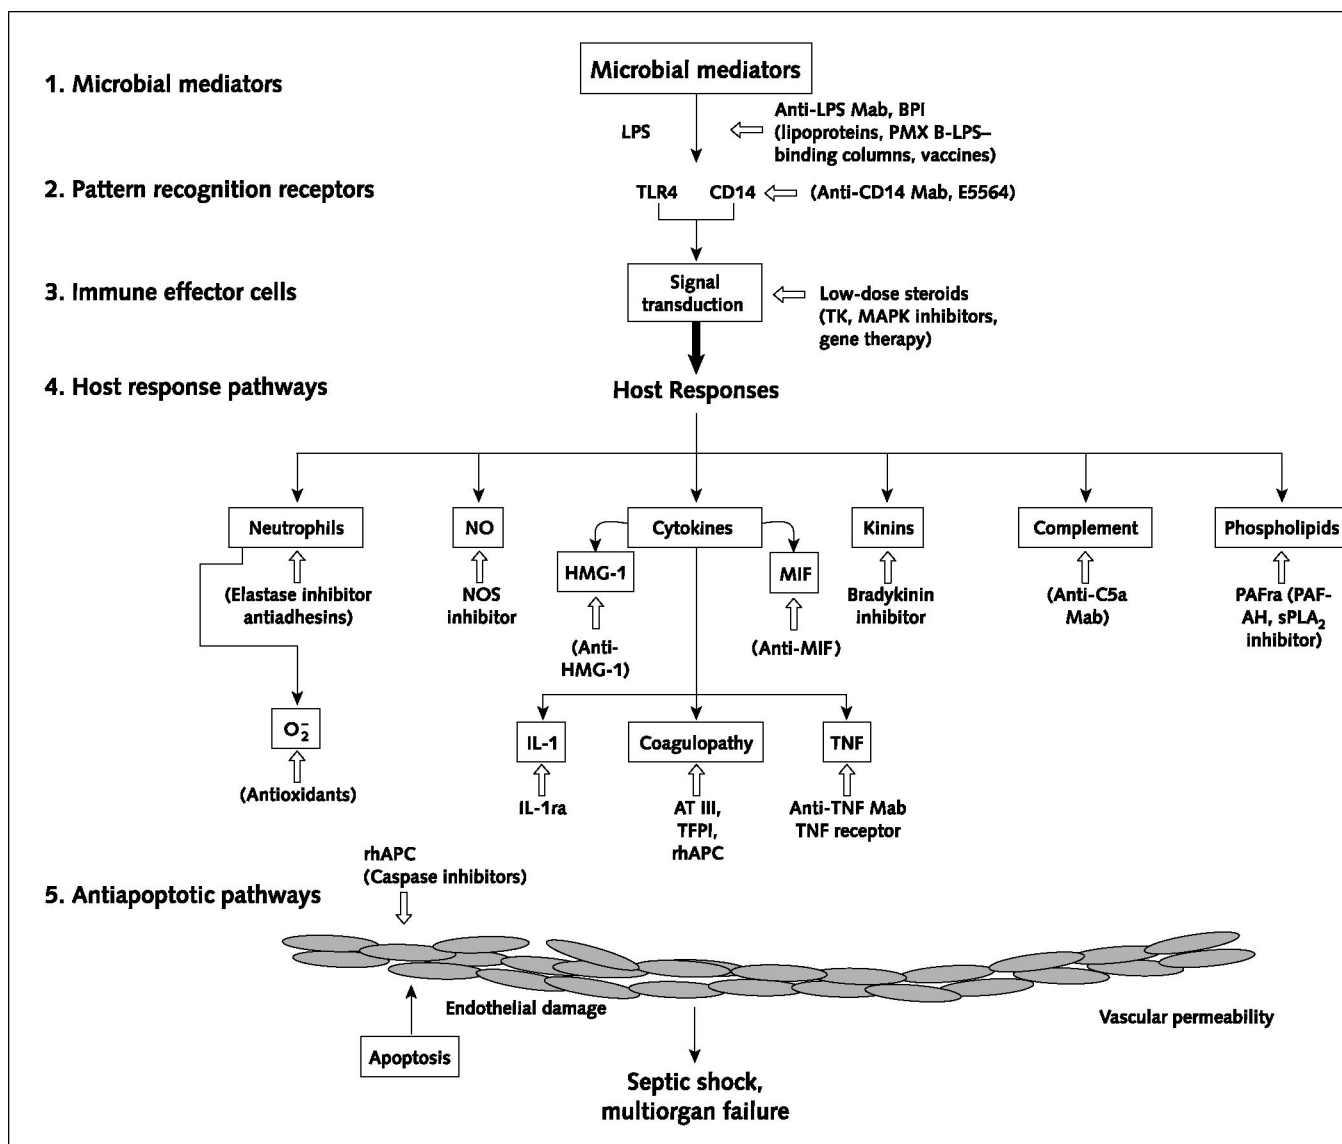 1. Microbial mediators
Microbial mediators
LPS
Anti-LPS Mab, BPI
(lipoproteins, PMX B-LPS–
binding columns, vaccines)
2. Pattern recognition receptors
TLR4
CD14
(Anti-CD14 Mab, E5564)
3. Immune effector cells
Signal
transduction
Low-dose steroids
(TK, MAPK inhibitors,
gene therapy)
4. Host response pathways
Host Responses
Neutrophils
NO
Cytokines
Kinins
Complement
Phospholipids
(Elastase inhibitor
antiadhesins)
NOS
inhibitor
HMG-1
MIF
Bradykinin
inhibitor
(Anti-C5a
Mab)
PAFra (PAF-
AH, sPLA₂
inhibitor)
(Anti-
HMG-1)
(Anti-MIF)
O₂⁻
IL-1
Coagulopathy
TNF
(Antioxidants)
IL-1ra
AT III,
TFPI,
rhAPC
Anti-TNF Mab
TNF receptor
rhAPC
(Caspase inhibitors)
5. Antiapoptotic pathways
Endothelial damage
Vascular permeability
Apoptosis
Septic shock,
multiorgan failure